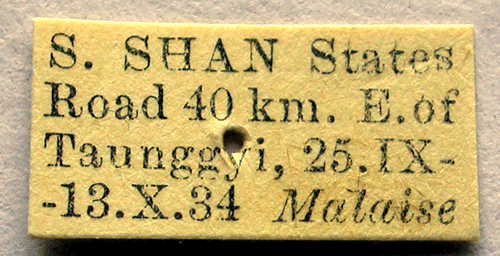 S. SHAN States
Road 40 km. E. of
Taunggyi, 25.IX-
-13.X.34 Malaise